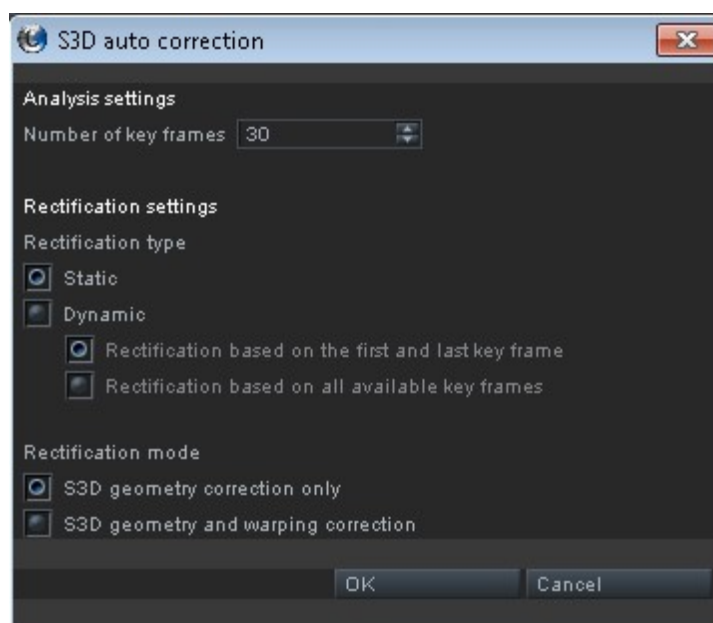 S3D auto correction
Analysis settings
Number of key frames 30
Rectification settings
Rectification type
Static
Dynamic
Rectification based on the first and last key frame
Rectification based on all available key frames
Rectification mode
S3D geometry correction only
S3D geometry and warping correction
OK Cancel